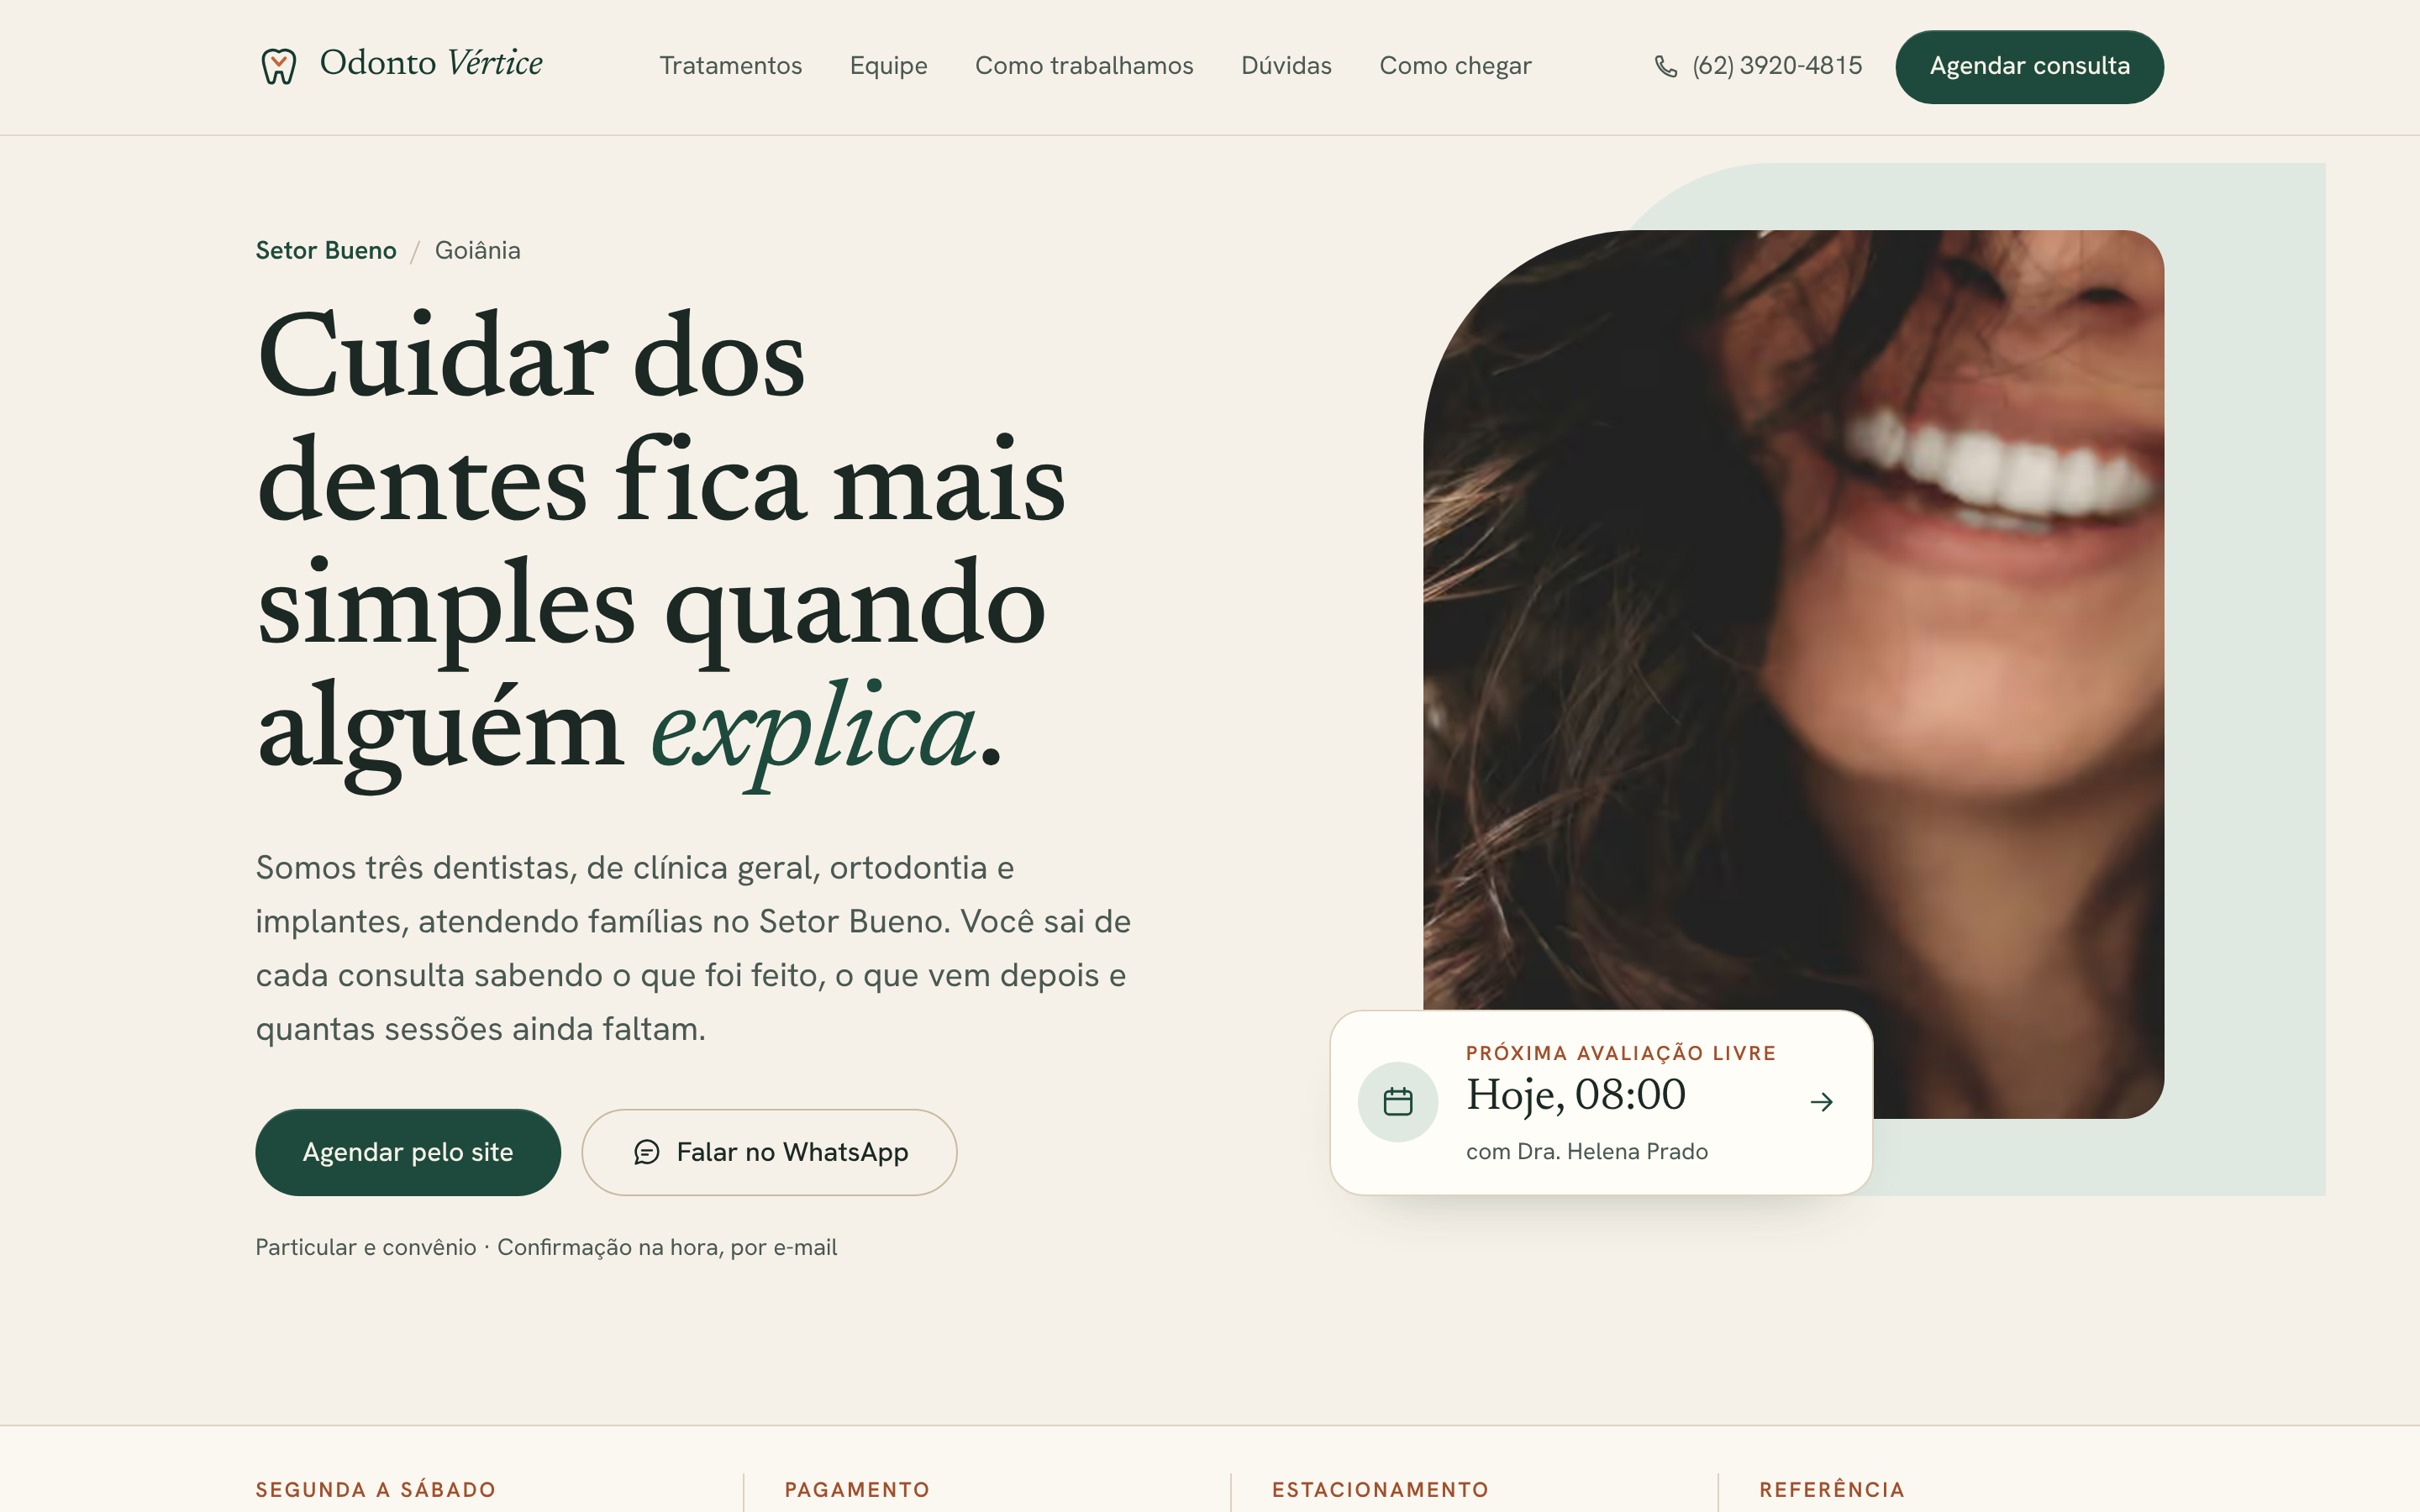 Odonto Vértice
Tratamentos
Equipe
Como trabalhamos
Dúvidas
Como chegar
(62) 3920-4815
Agendar consulta
Setor Bueno / Goiânia
Cuidar dos
dentes fica mais
simples quando
alguém explica.
Somos três dentistas, de clínica geral, ortodontia e
implantes, atendendo famílias no Setor Bueno. Você sai de
cada consulta sabendo o que foi feito, o que vem depois e
quantas sessões ainda faltam.
Agendar pelo site
Falar no WhatsApp
Particular e convênio · Confirmação na hora, por e-mail
PRÓXIMA AVALIAÇÃO LIVRE
Hoje, 08:00
com Dra. Helena Prado
SEGUNDA A SÁBADO
PAGAMENTO
ESTACIONAMENTO
REFERÊNCIA